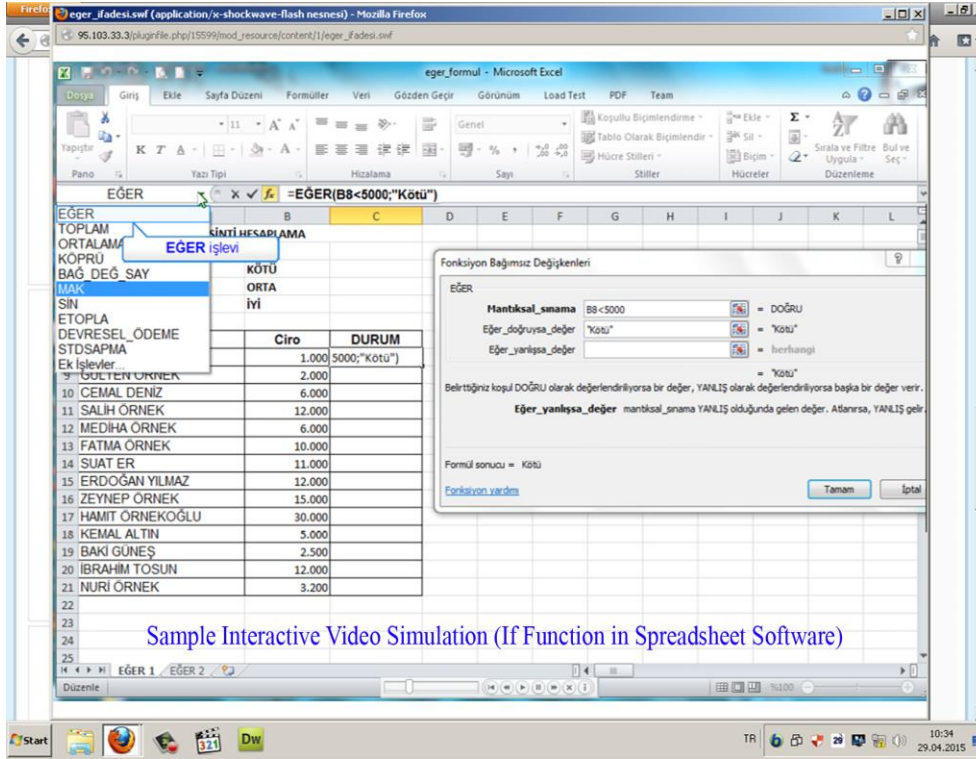 Firefo
eger_ifadesi.swf (application/x-shockwave-flash nesnesi) - Mozilla Firefox
95.103.33.3/pluginfile.php/15599/mod_resource/content/1/eger_ifadesi.swf
eger_formul - Microsoft Excel
Dosya Giriş Ekle Sayfa Düzeni Formüller Veri Gözden Geçir Görünüm Load Test PDF Team
Yapıştır
11
K T A
Genel
% ,
Koşullu Biçimlendirme
Tablo Olarak Biçimlendir
Hücre Stilleri
Ekle
Sil
Biçim
Sırala ve Filtre Uygula
Bul ve Seç
Pano Yazı Tipi Hizalama Sayı Stiller Hücreler Düzenleme
EĞER =EĞER(B8<5000;"Kötü")
B C D E F G H I J K L
EĞER
TOPLAM
ORTALAMA
KÖPRÜ
BAĞ_DEĞ_SAY
MAK
SİN
ETOPLA
DEVRESEL_ÖDEME
STDSAPMA
Ek İşlevler...
EĞER işlevi
SİNTİ HESAPLAMA
KÖTÜ
ORTA
İYİ
Ciro DURUM
1.000 5000;"Kötü")
9 GÜLTEN ÖRNEK 2.000
10 CEMAL DENİZ 6.000
11 SALİH ÖRNEK 12.000
12 MEDİHA ÖRNEK 6.000
13 FATMA ÖRNEK 10.000
14 SUAT ER 11.000
15 ERDOĞAN YILMAZ 12.000
16 ZEYNEP ÖRNEK 15.000
17 HAMIT ÖRNEKOĞLU 30.000
18 KEMAL ALTIN 5.000
19 BAKİ GÜNEŞ 2.500
20 İBRAHİM TOSUN 12.000
21 NURİ ÖRNEK 3.200
22
23
24
25
Fonksiyon Bağımsız Değişkenleri
EĞER
Mantıksal_sınama B8<5000 = DOĞRU
Eğer_doğruysa_değer "Kötü" = "Kötü"
Eğer_yanlışsa_değer = herhangi
= "Kötü"
Belirttiğiniz koşul DOĞRU olarak değerlendiriliyorsa bir değer, YANLIŞ olarak değerlendiriliyorsa başka bir değer verir.
Eğer_yanlışsa_değer mantıksal_sınama YANLIŞ olduğunda gelen değer. Atlanırsa, YANLIŞ gelir.
Formül sonucu = Kötü
Fonksiyon yardımı
Tamam İptal
Sample Interactive Video Simulation (If Function in Spreadsheet Software)
EĞER 1 EĞER 2
Düzenle %100
Start
321
Dw
TR
29
10:34
29.04.2015